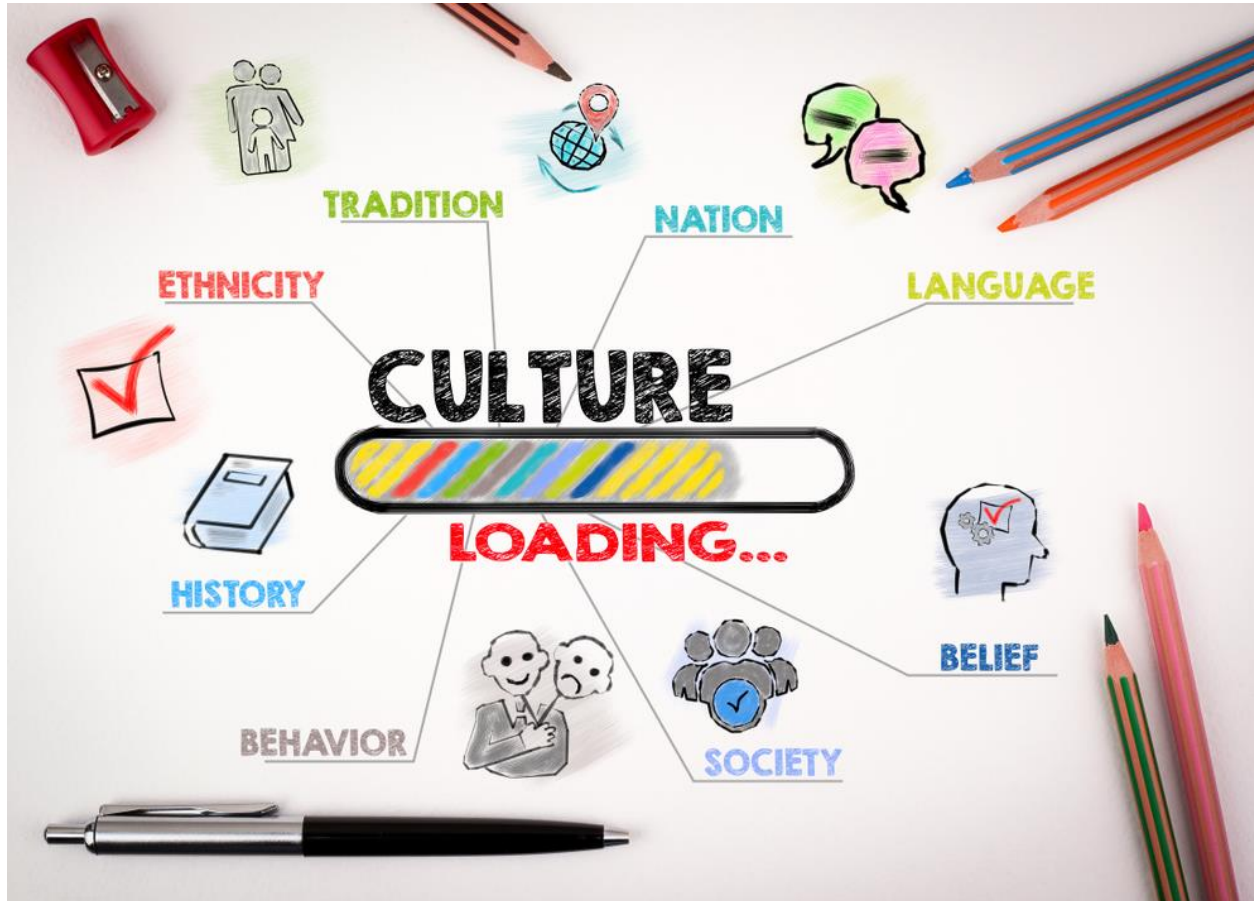 TRADITION
NATION
ETHNICITY
LANGUAGE
CULTURE
LOADING...
HISTORY
BELIEF
BEHAVIOR
SOCIETY